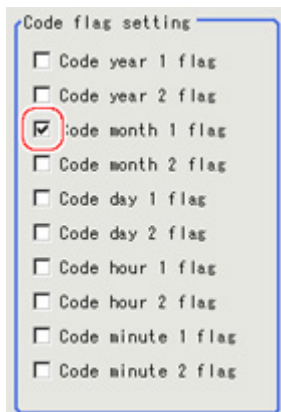 Code flag setting
Code year 1 flag
Code year 2 flag
Code month 1 flag
Code month 2 flag
Code day 1 flag
Code day 2 flag
Code hour 1 flag
Code hour 2 flag
Code minute 1 flag
Code minute 2 flag